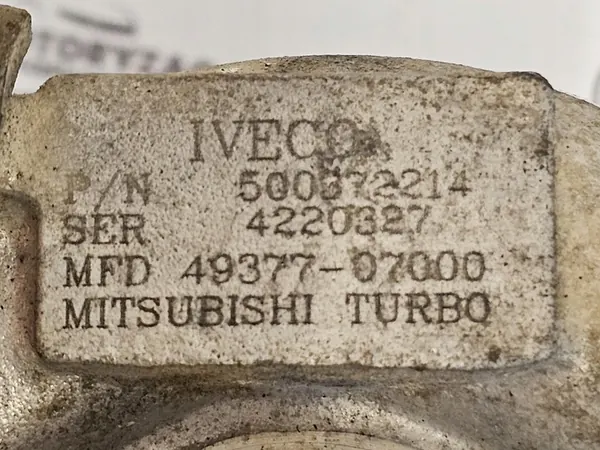 IVECO
P/N 500372214
SER 4220327
MFD 49377-07000
MITSUBISHI TURBO